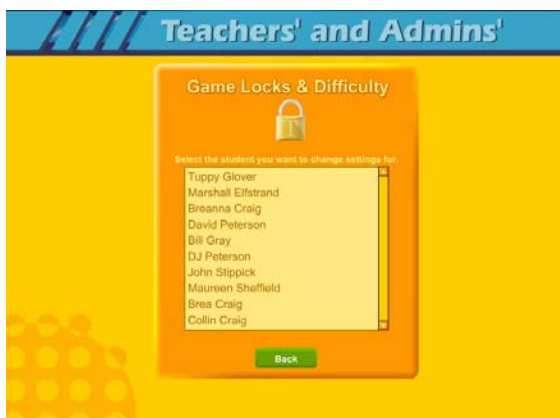 Teachers' and Admins'
Game Locks & Difficulty
T
Select the student you want to change settings for.
Tuppy Glover
Marshall Elfstrand
Breanna Craig
David Peterson
Bill Gray
DJ Peterson
John Stippick
Maureen Sheffield
Brea Craig
Collin Craig
Back